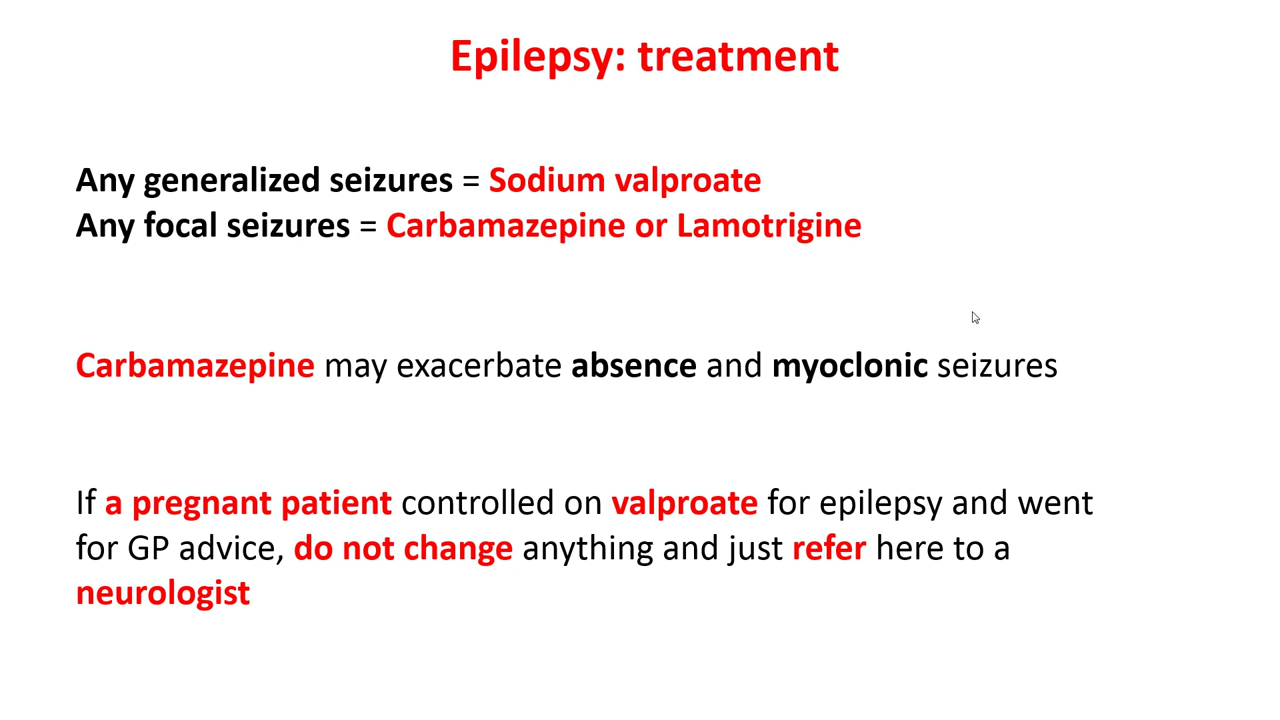 Epilepsy: treatment
Any generalized seizures = Sodium valproate
Any focal seizures = Carbamazepine or Lamotrigine
Carbamazepine may exacerbate absence and myoclonic seizures
If a pregnant patient controlled on valproate for epilepsy and went
for GP advice, do not change anything and just refer here to a
neurologist